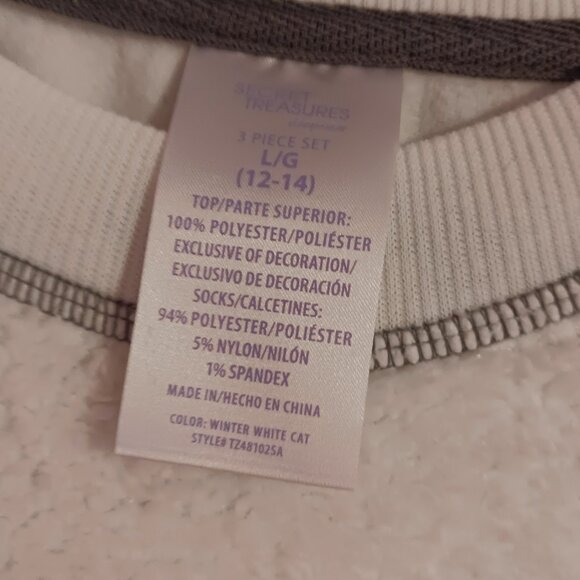 SECRET
TREASURES
sleepwear
3 PIECE SET
L/G
(12-14)
TOP/PARTE SUPERIOR:
100% POLYESTER/POLIÉSTER
EXCLUSIVE OF DECORATION/
EXCLUSIVO DE DECORACIÓN
SOCKS/CALCETINES:
94% POLYESTER/POLIÉSTER
5% NYLON/NILÓN
1% SPANDEX
MADE IN/HECHO EN CHINA
COLOR: WINTER WHITE CAT
STYLE# TZ48102SA